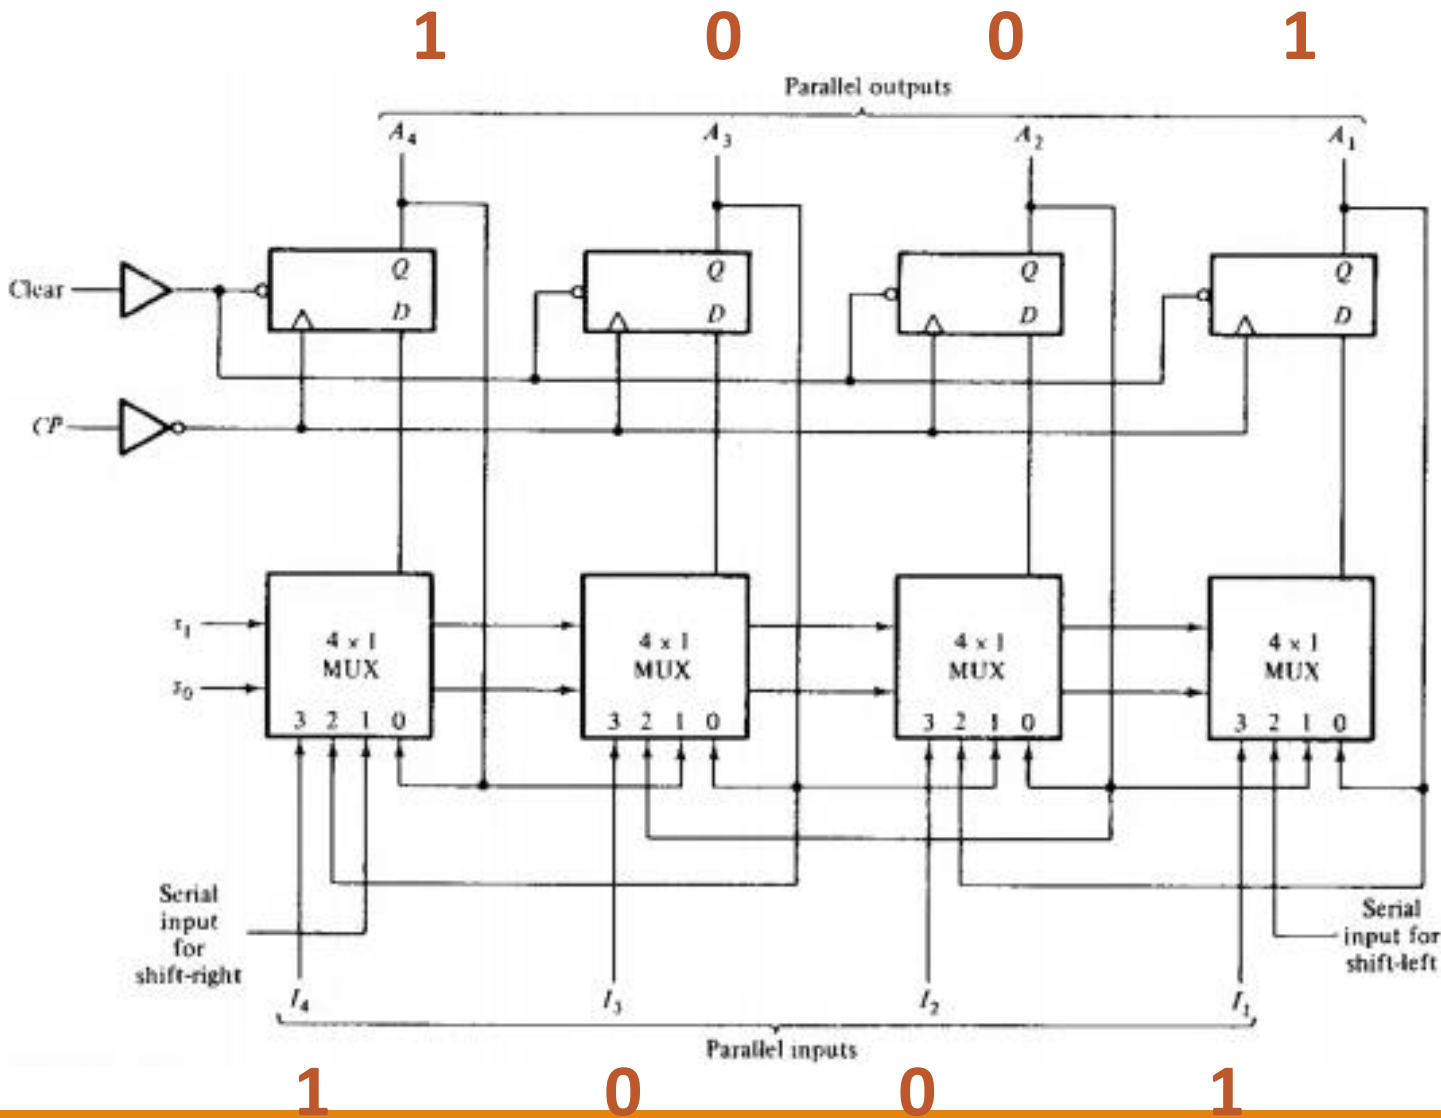 1 0 0 1
Parallel outputs
A4 A3 A2 A1
Q Q Q Q
Clear
D D D D
CP
s1
4 × 1 4 × 1 4 × 1 4 × 1
MUX MUX MUX MUX
s0
3 2 1 0 3 2 1 0 3 2 1 0 3 2 1 0
Serial
input
for
shift-right
Serial
input for
shift-left
I4 I3 I2 I1
Parallel inputs
1 0 0 1